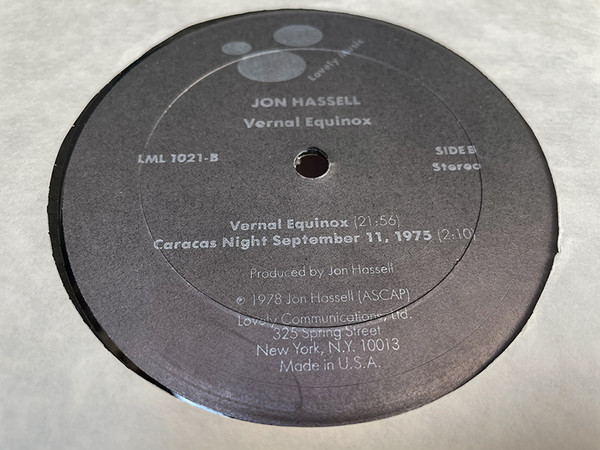 Lovely Music
JON HASSELL
Vernal Equinox
LML 1021-B
SIDE B
Stereo
Vernal Equinox (21:56)
Caracas Night September 11, 1975 (2:10)
Produced by Jon Hassell
℗ 1978 Jon Hassell (ASCAP)
Lovely Communications, Ltd.
325 Spring Street
New York, N.Y. 10013
Made in U.S.A.